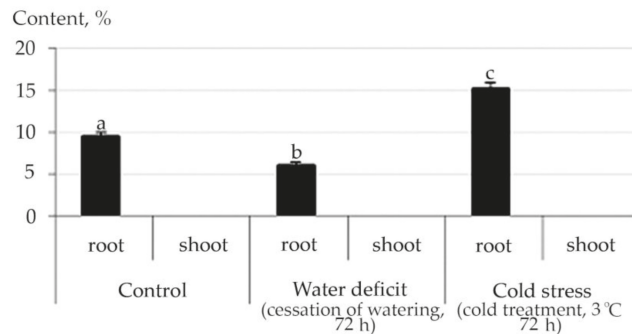 Content, %
20
15
10
5
0
a
b
c
root shoot root shoot root shoot
Control Water deficit Cold stress
(cessation of watering, (cold treatment, 3 °C
72 h) 72 h)